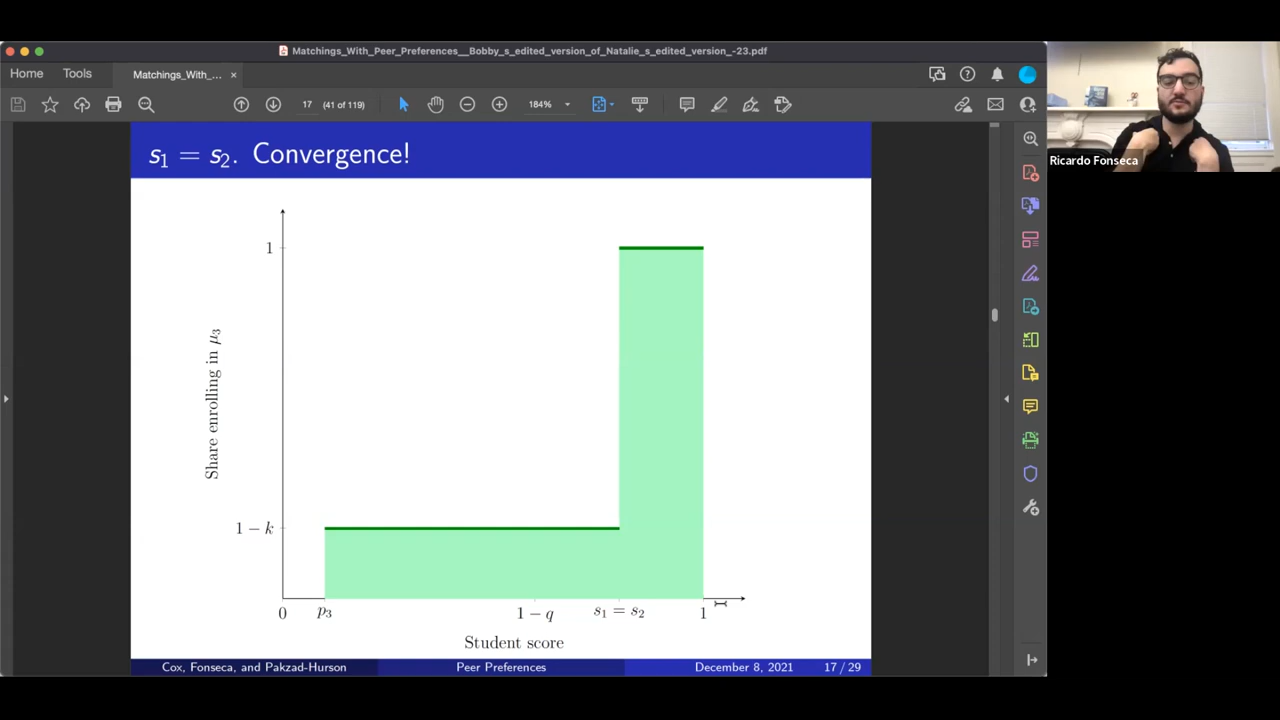 Matchings_With_Peer_Preferences__Bobby_s_edited_version_of_Natalie_s_edited_version_-23.pdf
Home Tools Matchings_With_... ×
17 (41 of 119) 184%
s₁ = s₂. Convergence!
1
Share enrolling in μ₃
1 − k
0 p₃ 1 − q s₁ = s₂ 1
Student score
Cox, Fonseca, and Pakzad-Hurson Peer Preferences December 8, 2021 17 / 29
Ricardo Fonseca